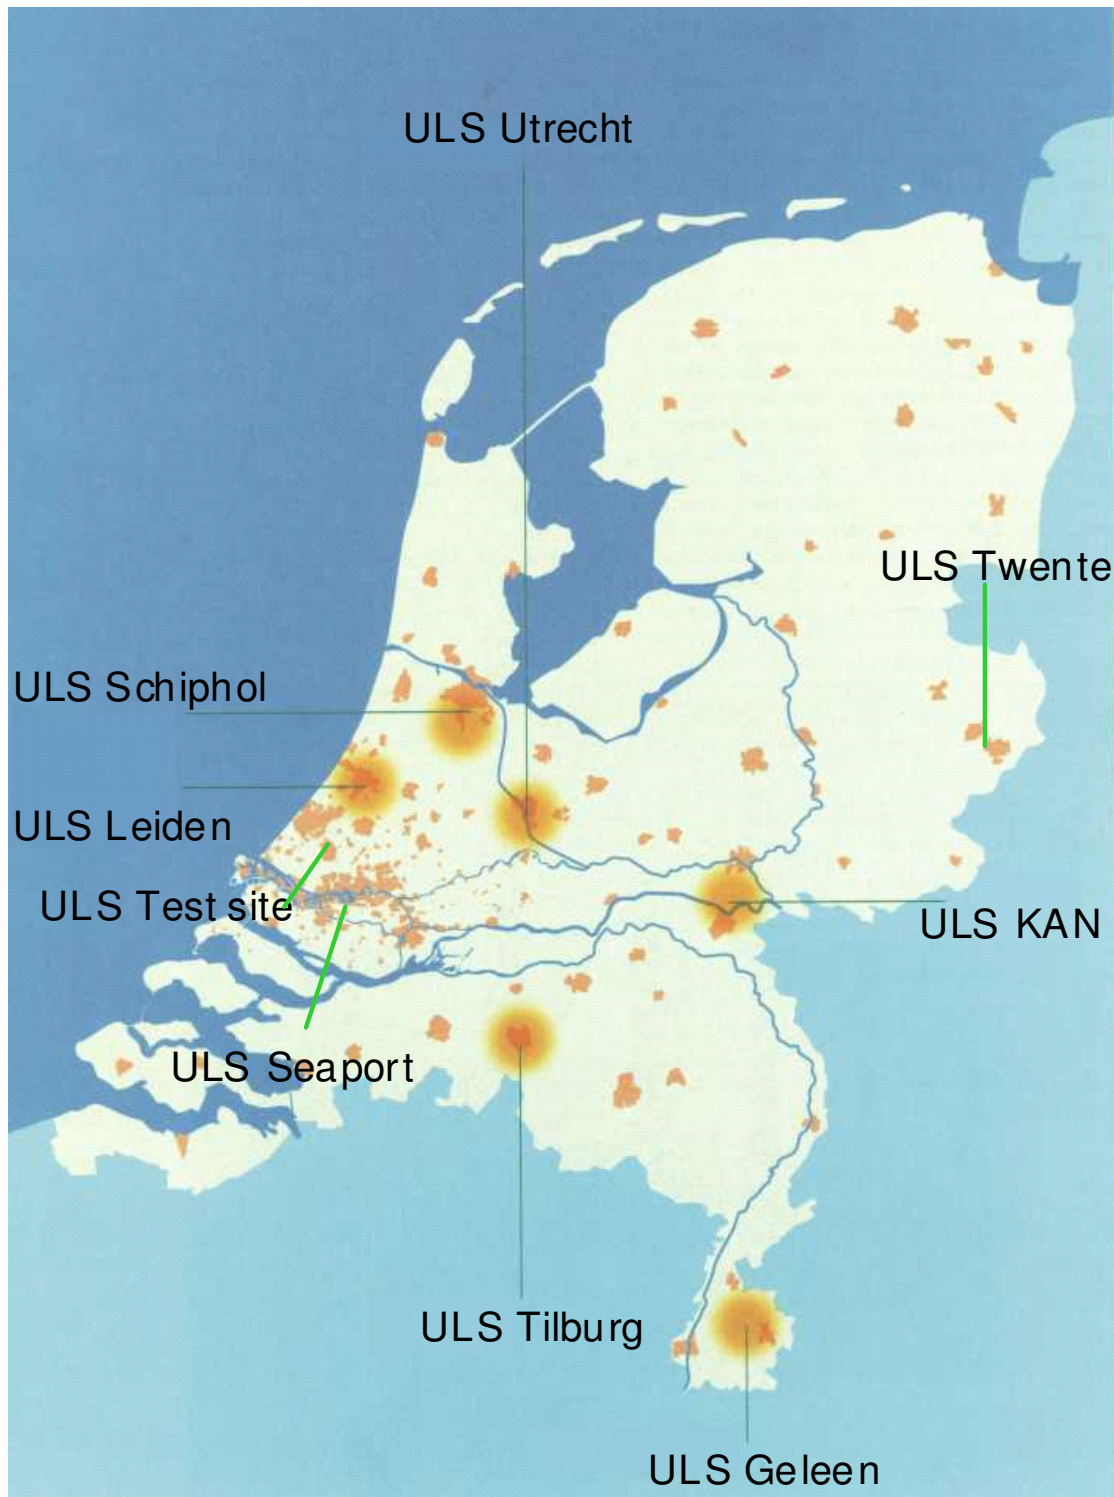 ULS Utrecht
ULS Twente
ULS Schiphol
ULS Leiden
ULS Test site
ULS KAN
ULS Seaport
ULS Tilburg
ULS Geleen